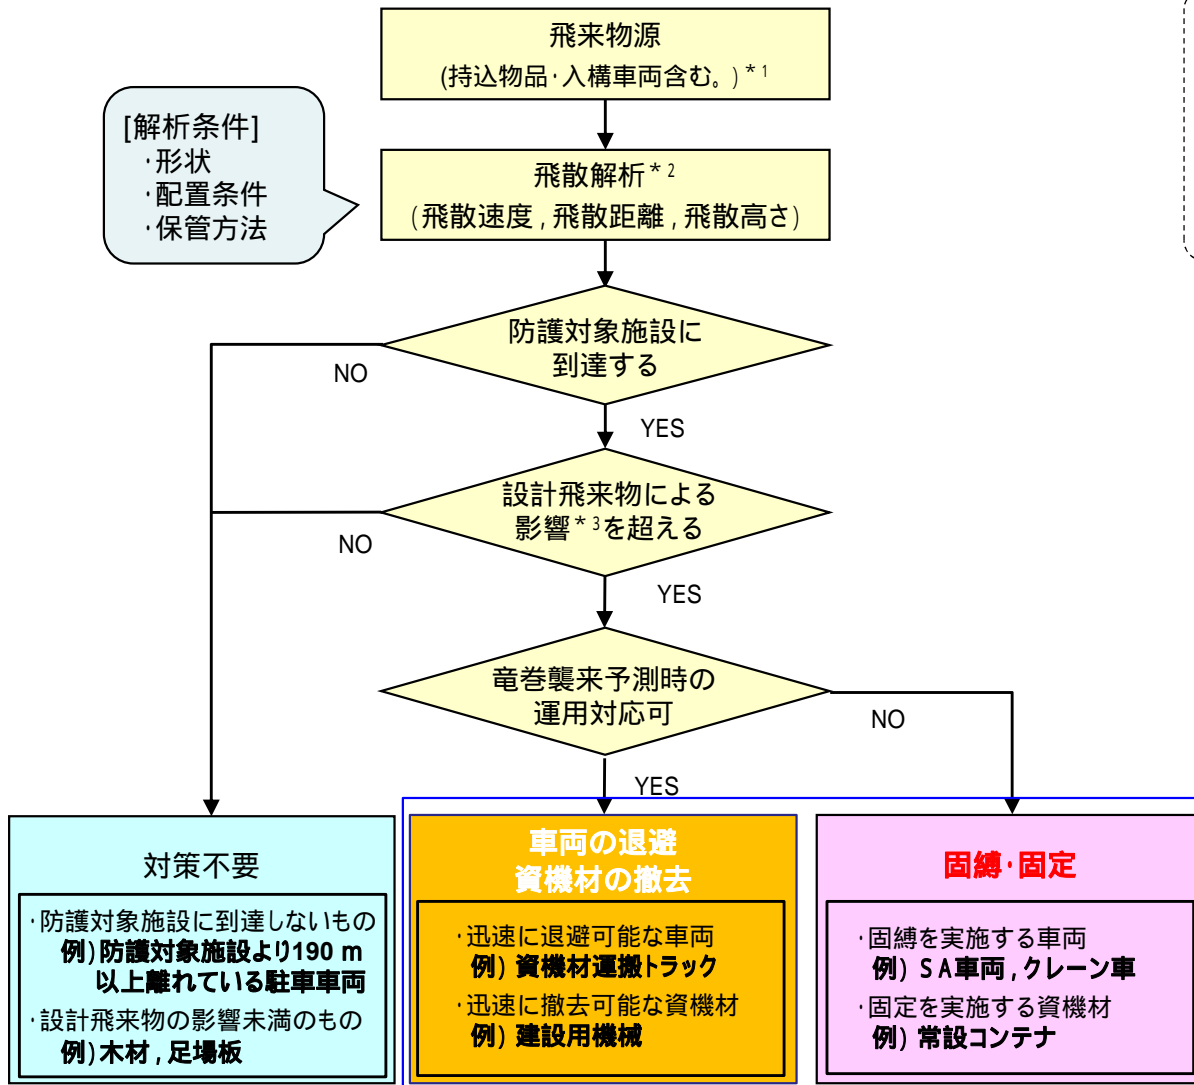 飛来物源
(持込物品･入構車両含む。) *1
[解析条件]
･形状
･配置条件
･保管方法
飛散解析*2
(飛散速度,飛散距離,飛散高さ)
防護対象施設に
到達する
NO
YES
設計飛来物による
影響*3を超える
NO
YES
竜巻襲来予測時の
運用対応可
NO
YES
対策不要
･防護対象施設に到達しないもの
例)防護対象施設より190 m
以上離れている駐車車両
･設計飛来物の影響未満のもの
例)木材,足場板
車両の退避
資機材の撤去
･迅速に退避可能な車両
例) 資機材運搬トラック
･迅速に撤去可能な資機材
例) 建設用機械
固縛･固定
･固縛を実施する車両
例) SA車両,クレーン車
･固定を実施する資機材
例) 常設コンテナ